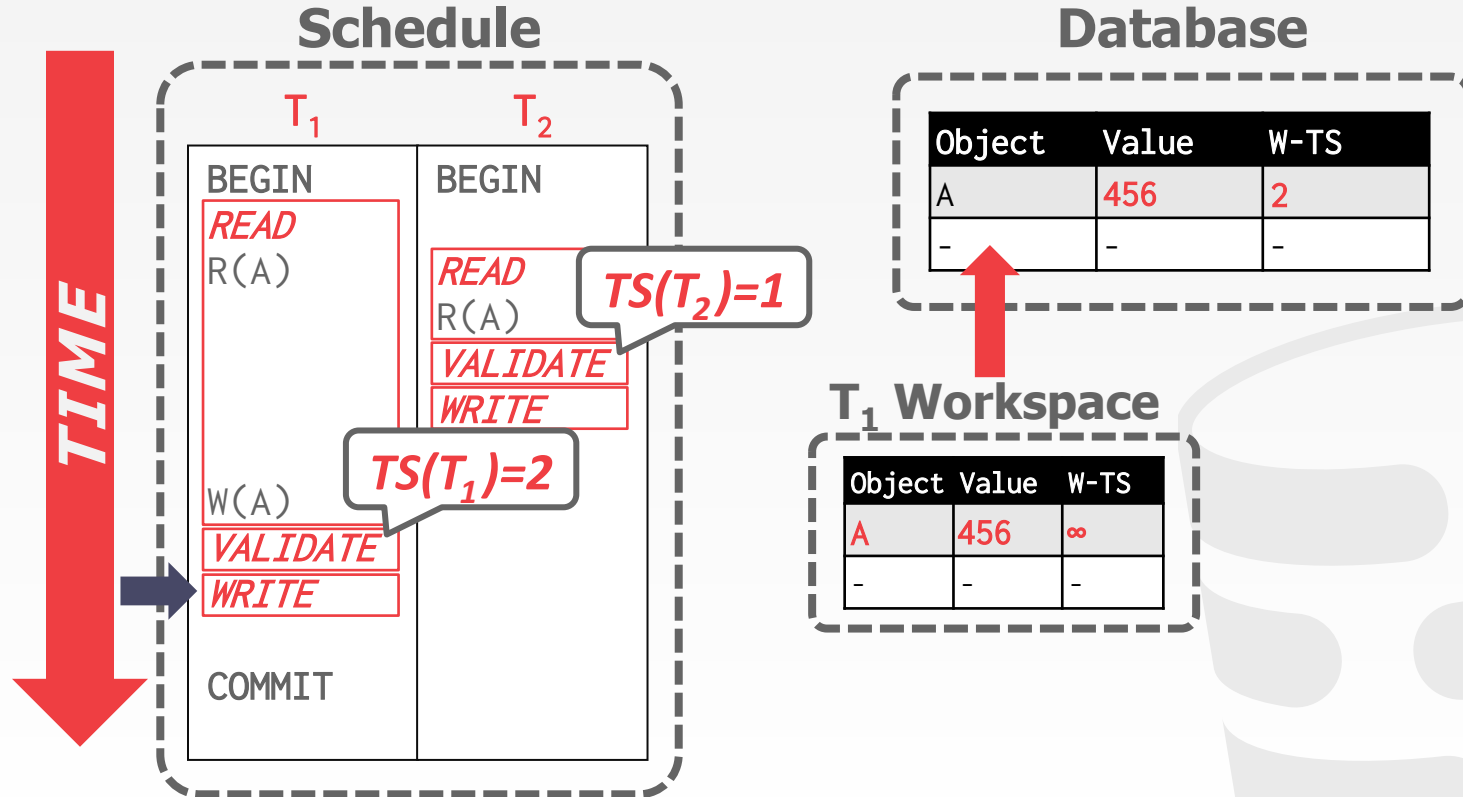 Schedule
TIME
T₁ T₂
BEGIN BEGIN
READ
R(A) READ
R(A)
VALIDATE
WRITE
W(A)
VALIDATE
WRITE
COMMIT
TS(T₂)=1
TS(T₁)=2
Database
Object Value W-TS
A 456 2
- - -
T₁ Workspace
Object Value W-TS
A 456 ∞
- - -